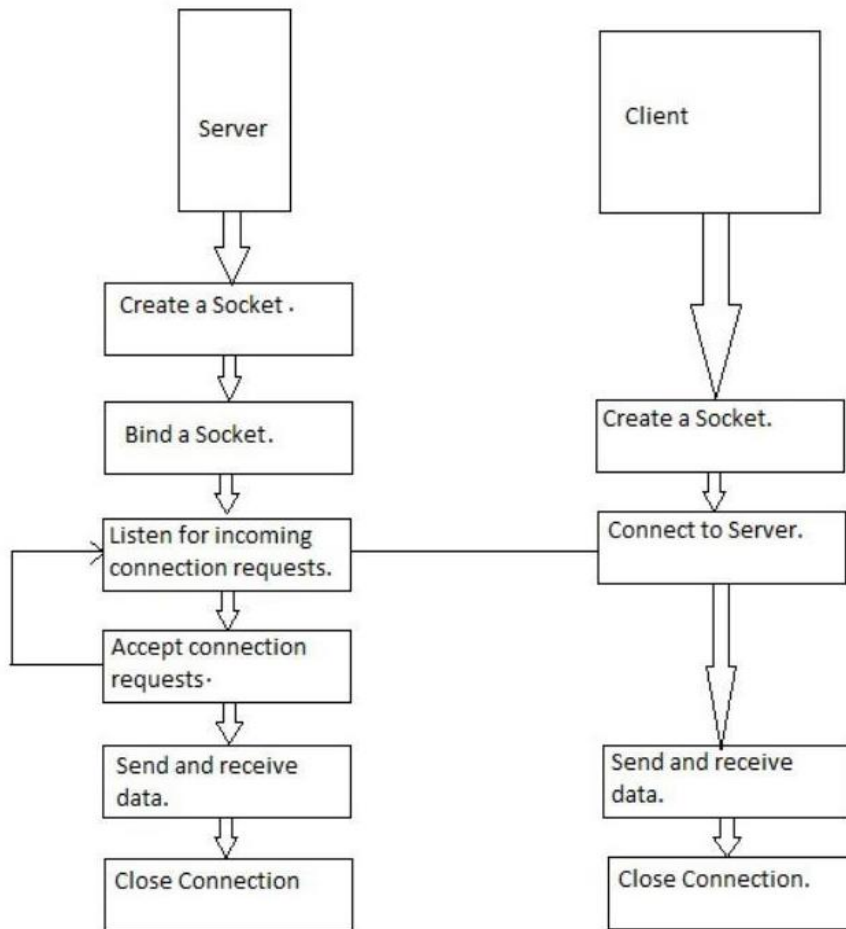 Server
Create a Socket .
Bind a Socket.
Listen for incoming
connection requests.
Accept connection
requests.
Send and receive
data.
Close Connection
Client
Create a Socket.
Connect to Server.
Send and receive
data.
Close Connection.